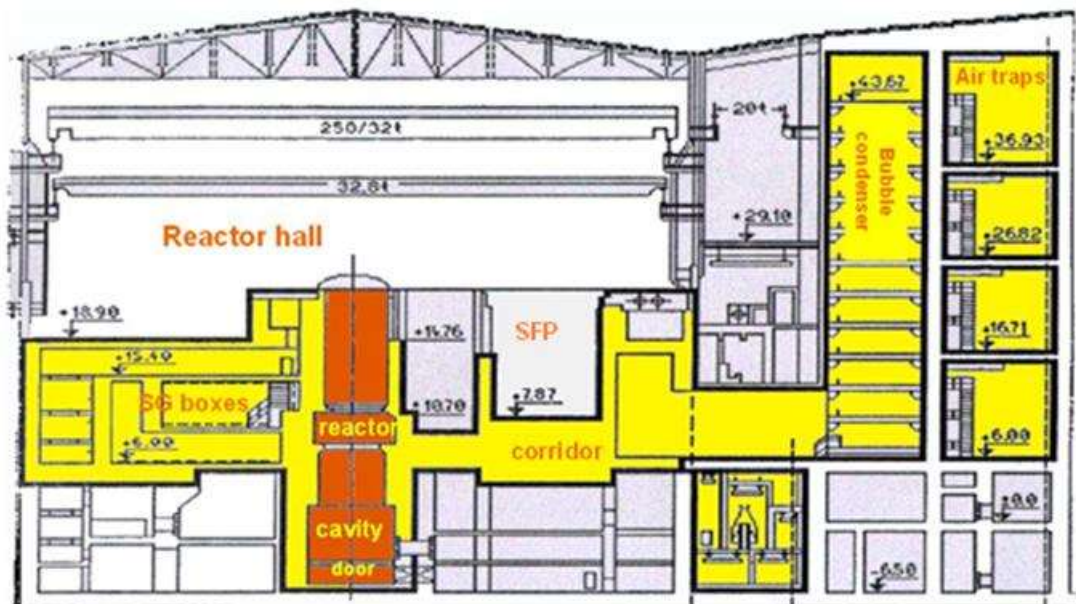 Air traps
+43.67
20t
250/32t
+36.93
Bubble
condenser
32.8t
+29.10
Reactor hall
+26.82
+18.90
+14.76
SFP
+16.71
+15.40
+7.87
SG boxes
+10.70
reactor
+6.00
corridor
+6.00
cavity
±0.0
door
-6.50